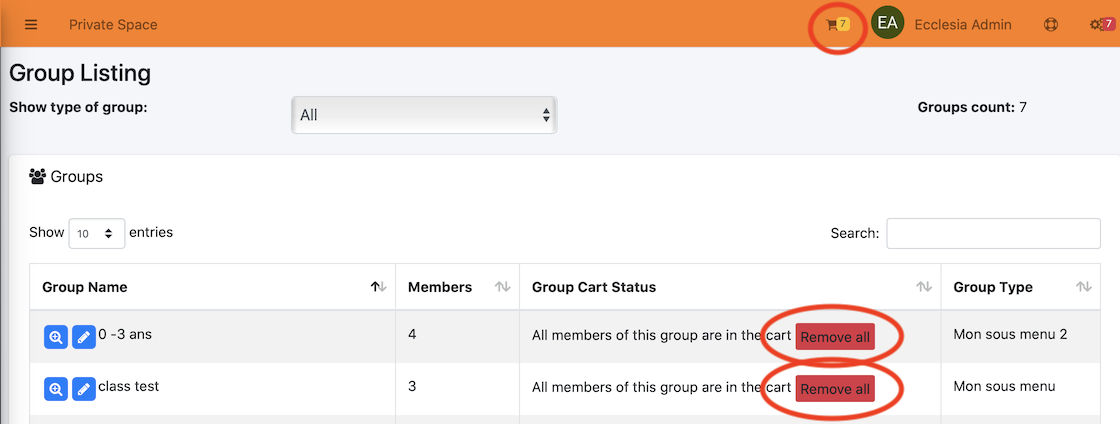 Private Space 7 EA Ecclesia Admin 7
Group Listing
Show type of group: All Groups count: 7
Groups
Show 10 entries Search:
Group Name Members Group Cart Status Group Type
0 -3 ans 4 All members of this group are in the cart Remove all Mon sous menu 2
class test 3 All members of this group are in the cart Remove all Mon sous menu